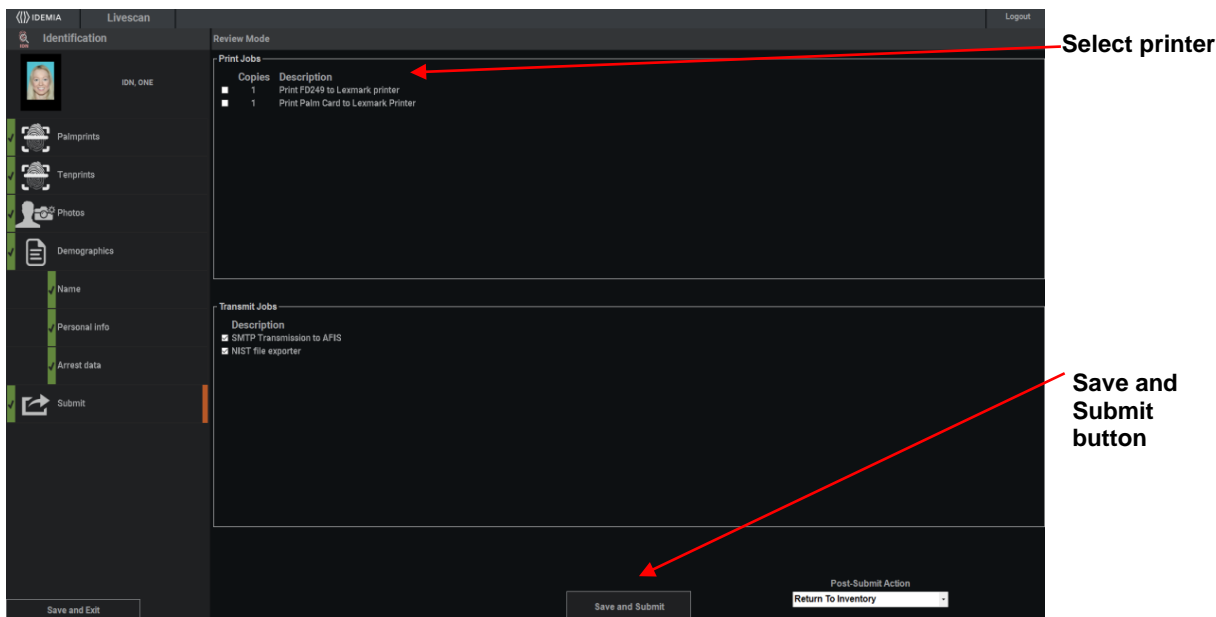 IDEMIA Livescan Logout
Identification
IDN
IDN, ONE
Palmprints
Tenprints
Photos
Demographics
Name
Personal info
Arrest data
Submit
Save and Exit
Review Mode
Print Jobs
Copies Description
1 Print FD249 to Lexmark printer
1 Print Palm Card to Lexmark Printer
Transmit Jobs
Description
SMTP Transmission to AFIS
NIST file exporter
Save and Submit
Post-Submit Action
Return To Inventory
Select printer
Save and
Submit
button